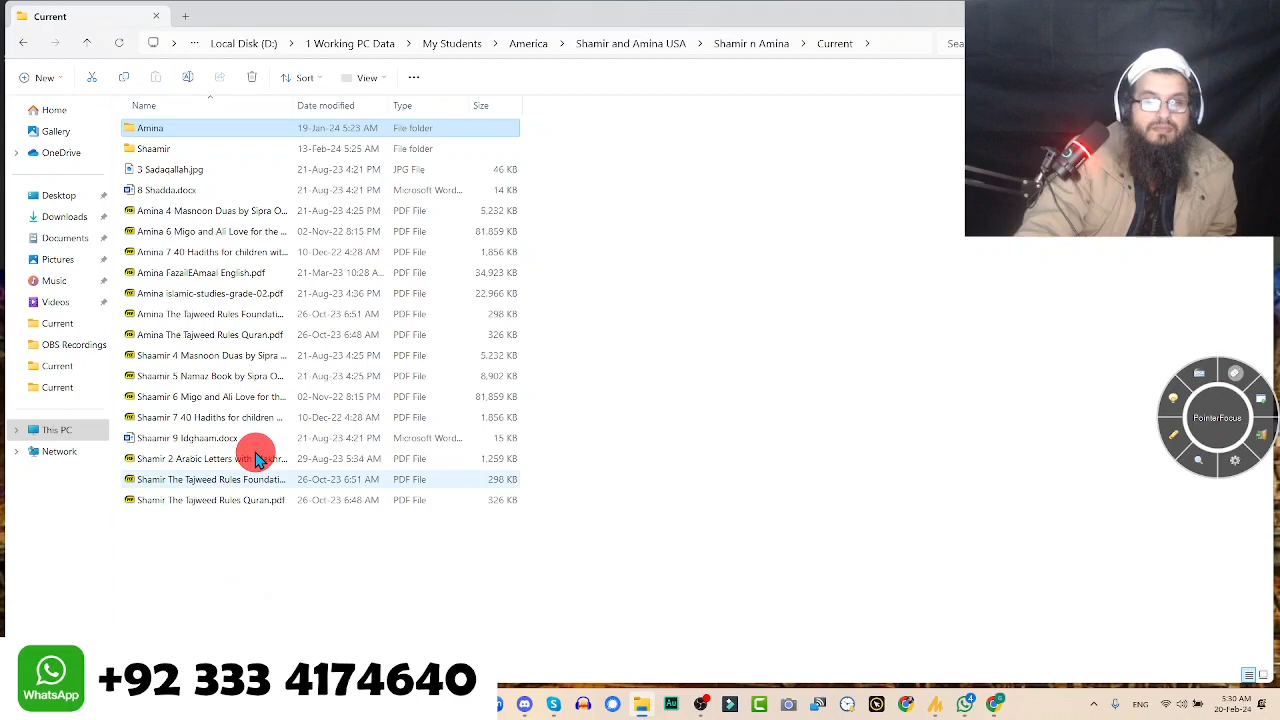 Current
Local Disk (D:) > 1 Working PC Data > My Students > America > Shamir and Amina USA > Shamir n Amina > Current > Sea
New Sort View ...
Name Date modified Type Size
Home
Gallery
OneDrive
Desktop
Downloads
Documents
Pictures
Music
Videos
Current
OBS Recordings
Current
Current
This PC
Network
Amina 19-Jan-24 5:23 AM File folder
Shaamir 13-Feb-24 5:25 AM File folder
3 Sadaqallah.jpg 21-Aug-23 4:21 PM JPG File 46 KB
8 Shadda.docx 21-Aug-23 4:21 PM Microsoft Word... 14 KB
Amina 4 Masnoon Duas by Sipra O... 21-Aug-23 4:25 PM PDF File 5,232 KB
Amina 6 Migo and Ali Love for the 02-Nov-22 8:15 PM PDF File 81,859 KB
Amina 7 40 Hadiths for children wit... 10-Dec-22 4:28 AM PDF File 1,856 KB
Amina FazailEAmaal English.pdf 21-Mar-23 10:28 A... PDF File 34,923 KB
Amina islamic-studies-grade-02.pdf 21-Aug-23 4:36 PM PDF File 22,966 KB
Amina The Tajweed Rules Foundati... 26-Oct-23 6:51 AM PDF File 298 KB
Amina The Tajweed Rules Quran.pdf 26-Oct-23 6:48 AM PDF File 326 KB
Shaamir 4 Masnoon Duas by Sipra ... 21-Aug-23 4:25 PM PDF File 5,232 KB
Shaamir 5 Namaz Book by Sipra O... 21-Aug-23 4:25 PM PDF File 8,902 KB
Shaamir 6 Migo and Ali Love for th... 02-Nov-22 8:15 PM PDF File 81,859 KB
Shaamir 7 40 Hadiths for children ... 10-Dec-22 4:28 AM PDF File 1,856 KB
Shaamir 9 Idghaam.docx 21-Aug-23 4:21 PM Microsoft Word... 15 KB
Shamir 2 Arabic Letters 29-Aug-23 5:34 AM PDF File 1,259 KB
Shamir The Tajweed Rules Foundati... 26-Oct-23 6:51 AM PDF File 298 KB
Shamir The Tajweed Rules Quran.pdf 26-Oct-23 6:48 AM PDF File 326 KB
PointerFocus
WhatsApp
+92 333 4174640
5:30 AM
20-Feb-24